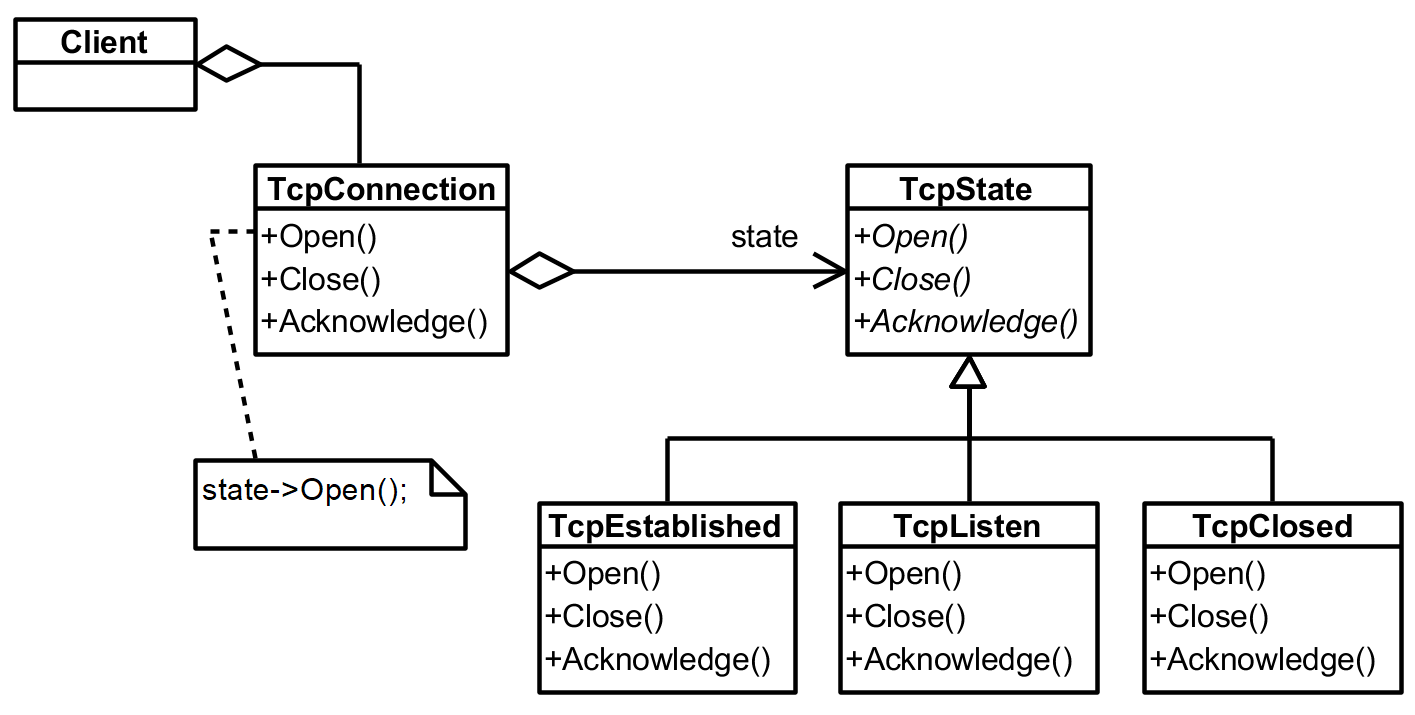 Client
TcpConnection
+Open()
+Close()
+Acknowledge()
state
TcpState
+Open()
+Close()
+Acknowledge()
state->Open();
TcpEstablished
+Open()
+Close()
+Acknowledge()
TcpListen
+Open()
+Close()
+Acknowledge()
TcpClosed
+Open()
+Close()
+Acknowledge()